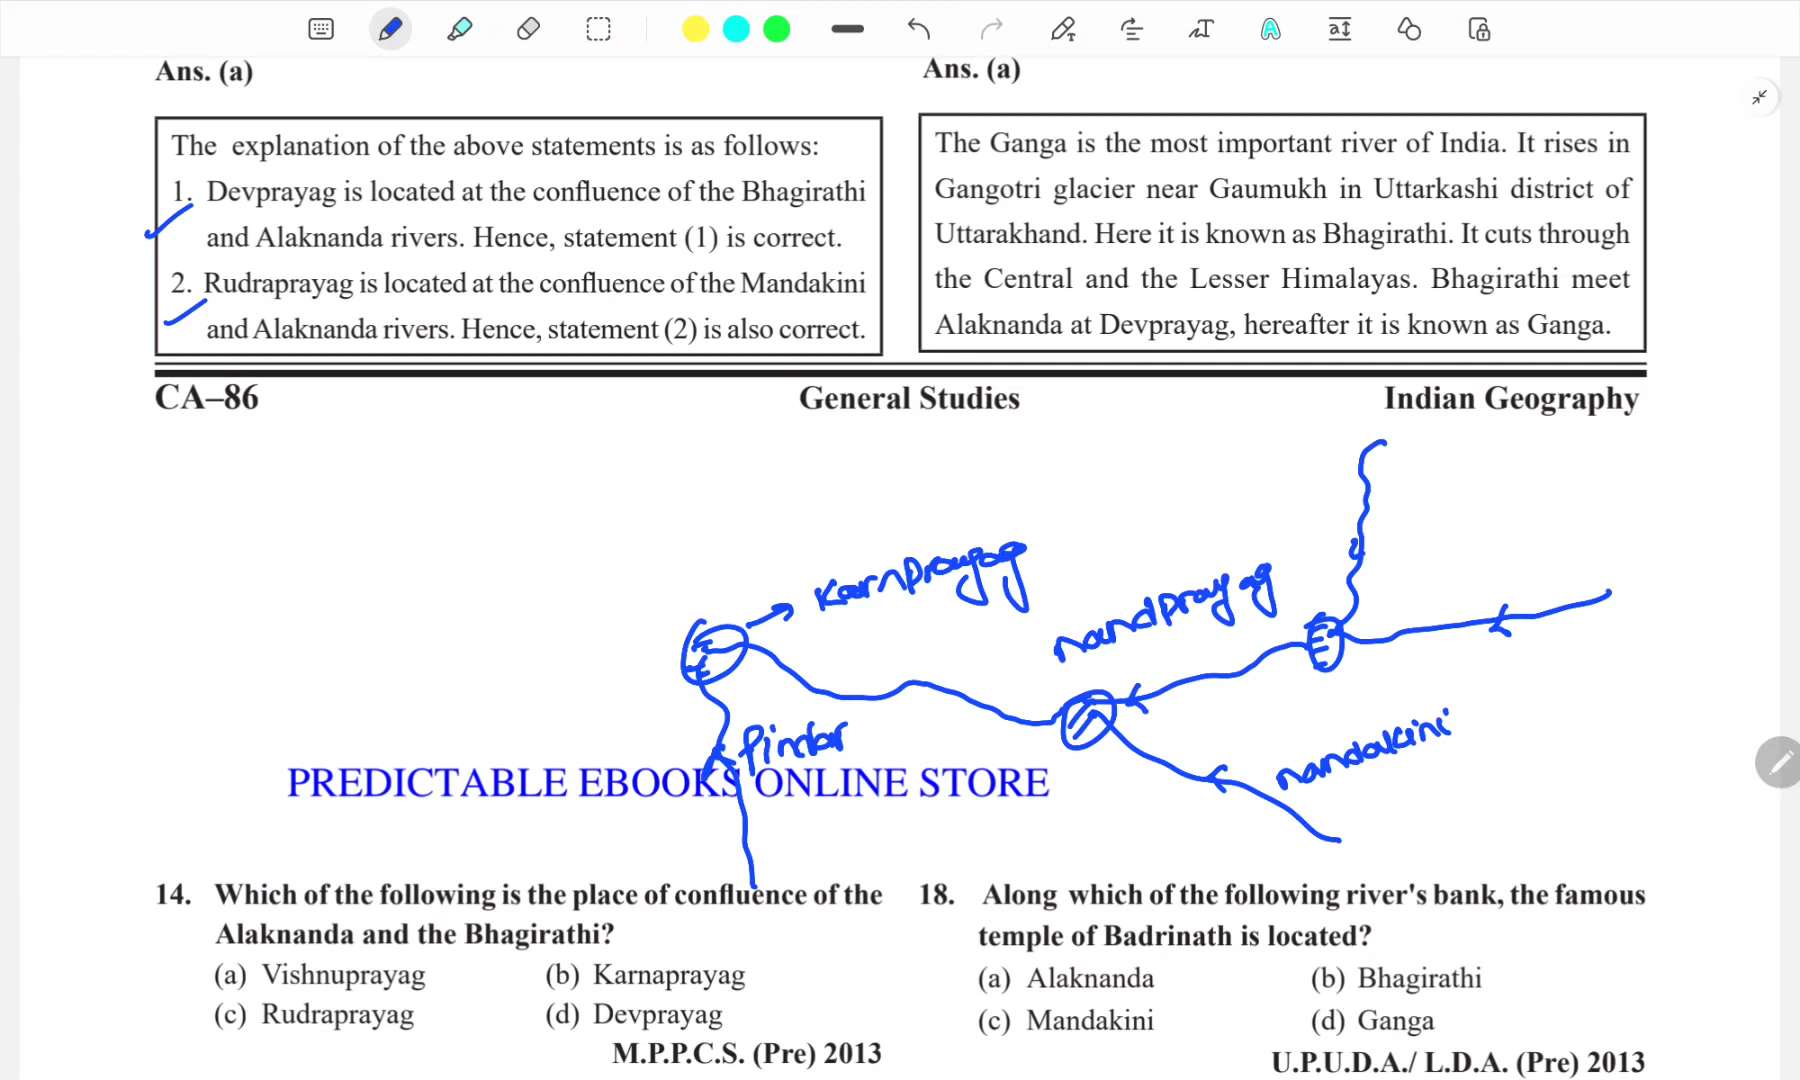 Ans. (a)
The explanation of the above statements is as follows:
1. Devprayag is located at the confluence of the Bhagirathi
and Alaknanda rivers. Hence, statement (1) is correct.
2. Rudraprayag is located at the confluence of the Mandakini
and Alaknanda rivers. Hence, statement (2) is also correct.
Ans. (a)
The Ganga is the most important river of India. It rises in
Gangotri glacier near Gaumukh in Uttarkashi district of
Uttarakhand. Here it is known as Bhagirathi. It cuts through
the Central and the Lesser Himalayas. Bhagirathi meet
Alaknanda at Devprayag, hereafter it is known as Ganga.
CA–86 General Studies Indian Geography
Karnprayag
nandprayag
Pindar
nandakini
PREDICTABLE EBOOKS ONLINE STORE
14. Which of the following is the place of confluence of the
Alaknanda and the Bhagirathi?
(a) Vishnuprayag (b) Karnaprayag
(c) Rudraprayag (d) Devprayag
M.P.P.C.S. (Pre) 2013
18. Along which of the following river's bank, the famous
temple of Badrinath is located?
(a) Alaknanda (b) Bhagirathi
(c) Mandakini (d) Ganga
U.P.U.D.A./ L.D.A. (Pre) 2013